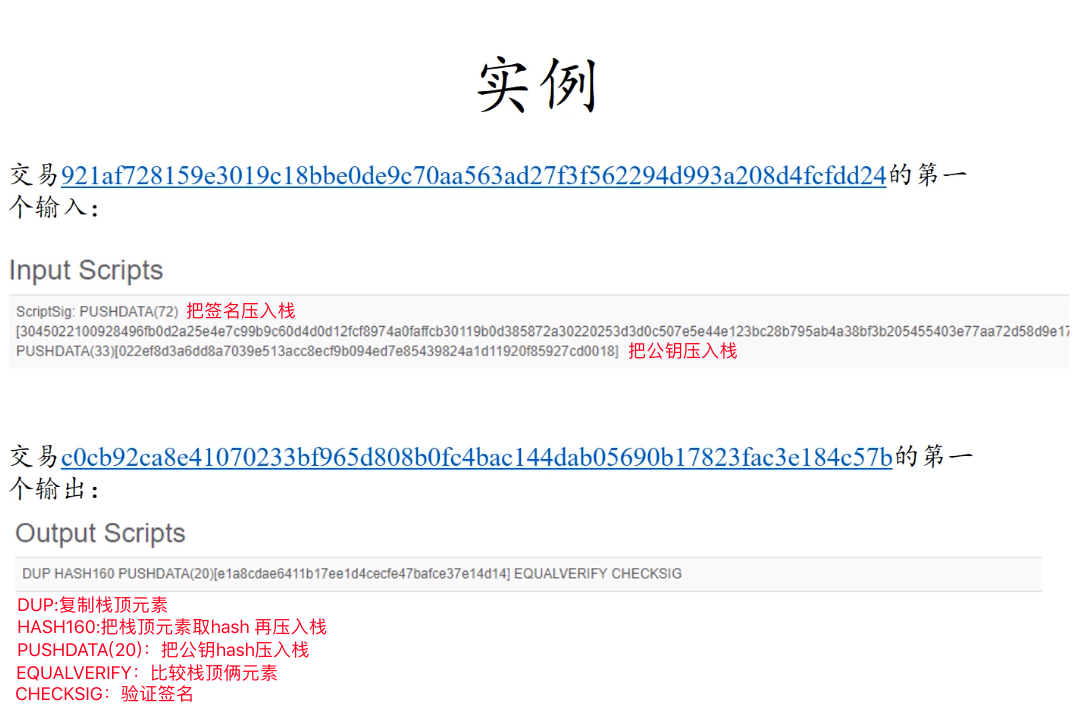 实例
交易921af728159e3019c18bbe0de9c70aa563ad27f3f562294d993a208d4fcfdd24的第一
个输入：
Input Scripts
ScriptSig: PUSHDATA(72) 把签名压入栈
[3045022100928496fb0d2a25e4e7c99b9c60d4d0d12fcf8974a0faffcb30119b0d385872a30220253d3d0c507e5e44e123bc28b795ab4a38bf3b205455403e77aa72d58d9e17
PUSHDATA(33)[022ef8d3a6dd8a7039e513acc8ecf9b094ed7e85439824a1d11920f85927cd0018] 把公钥压入栈
交易c0cb92ca8e41070233bf965d808b0fc4bac144dab05690b17823fac3e184c57b的第一
个输出：
Output Scripts
DUP HASH160 PUSHDATA(20)[e1a8cdae6411b17ee1d4cecfe47bafce37e14d14] EQUALVERIFY CHECKSIG
DUP:复制栈顶元素
HASH160:把栈顶元素取hash 再压入栈
PUSHDATA(20)：把公钥hash压入栈
EQUALVERIFY：比较栈顶俩元素
CHECKSIG：验证签名